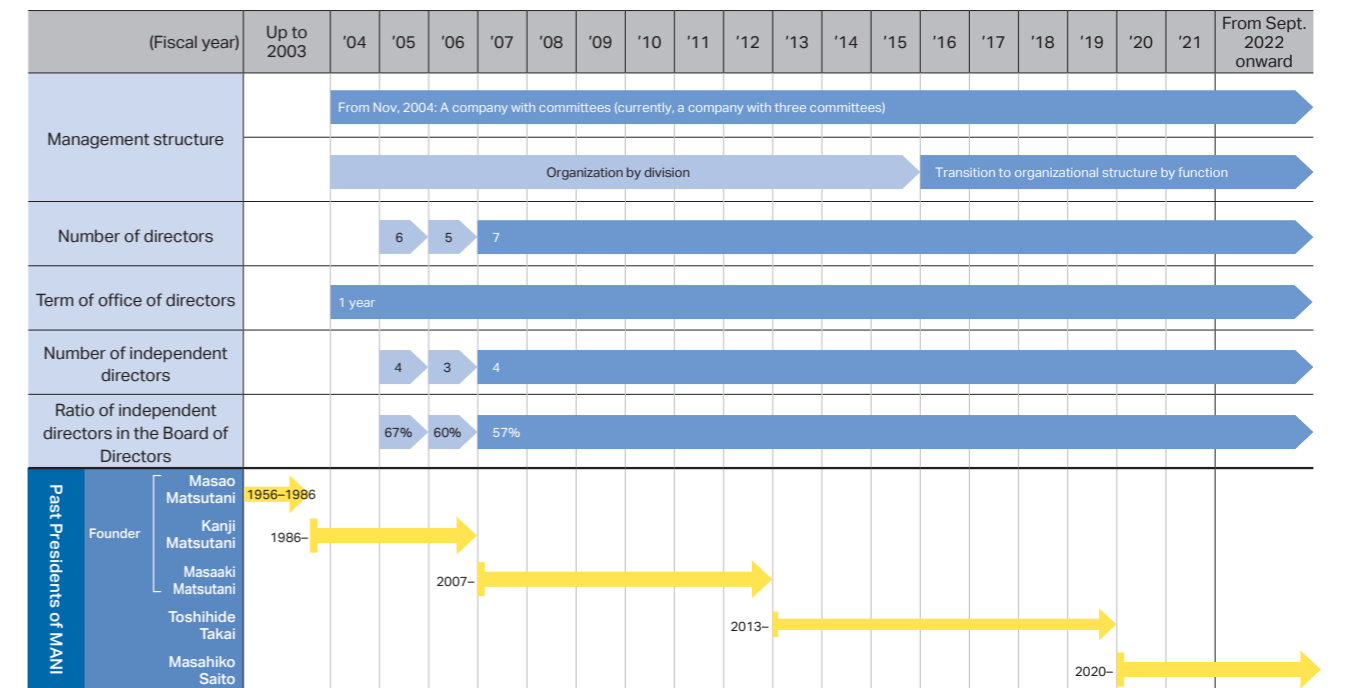 (Fiscal year)
Up to
2003
’04
’05
’06
’07
’08
’09
’10
’11
’12
’13
’14
’15
’16
’17
’18
’19
’20
’21
From Sept.
2022
onward
Management structure
From Nov, 2004: A company with committees (currently, a company with three committees)
Organization by division
Transition to organizational structure by function
Number of directors
6
5
7
Term of office of directors
1 year
Number of independent
directors
4
3
4
Ratio of independent
directors in the Board of
Directors
67%
60%
57%
Past Presidents of MANI
Founder
Masao
Matsutani
1956–1986
Kanji
Matsutani
1986–
Masaaki
Matsutani
2007–
Toshihide
Takai
2013–
Masahiko
Saito
2020–